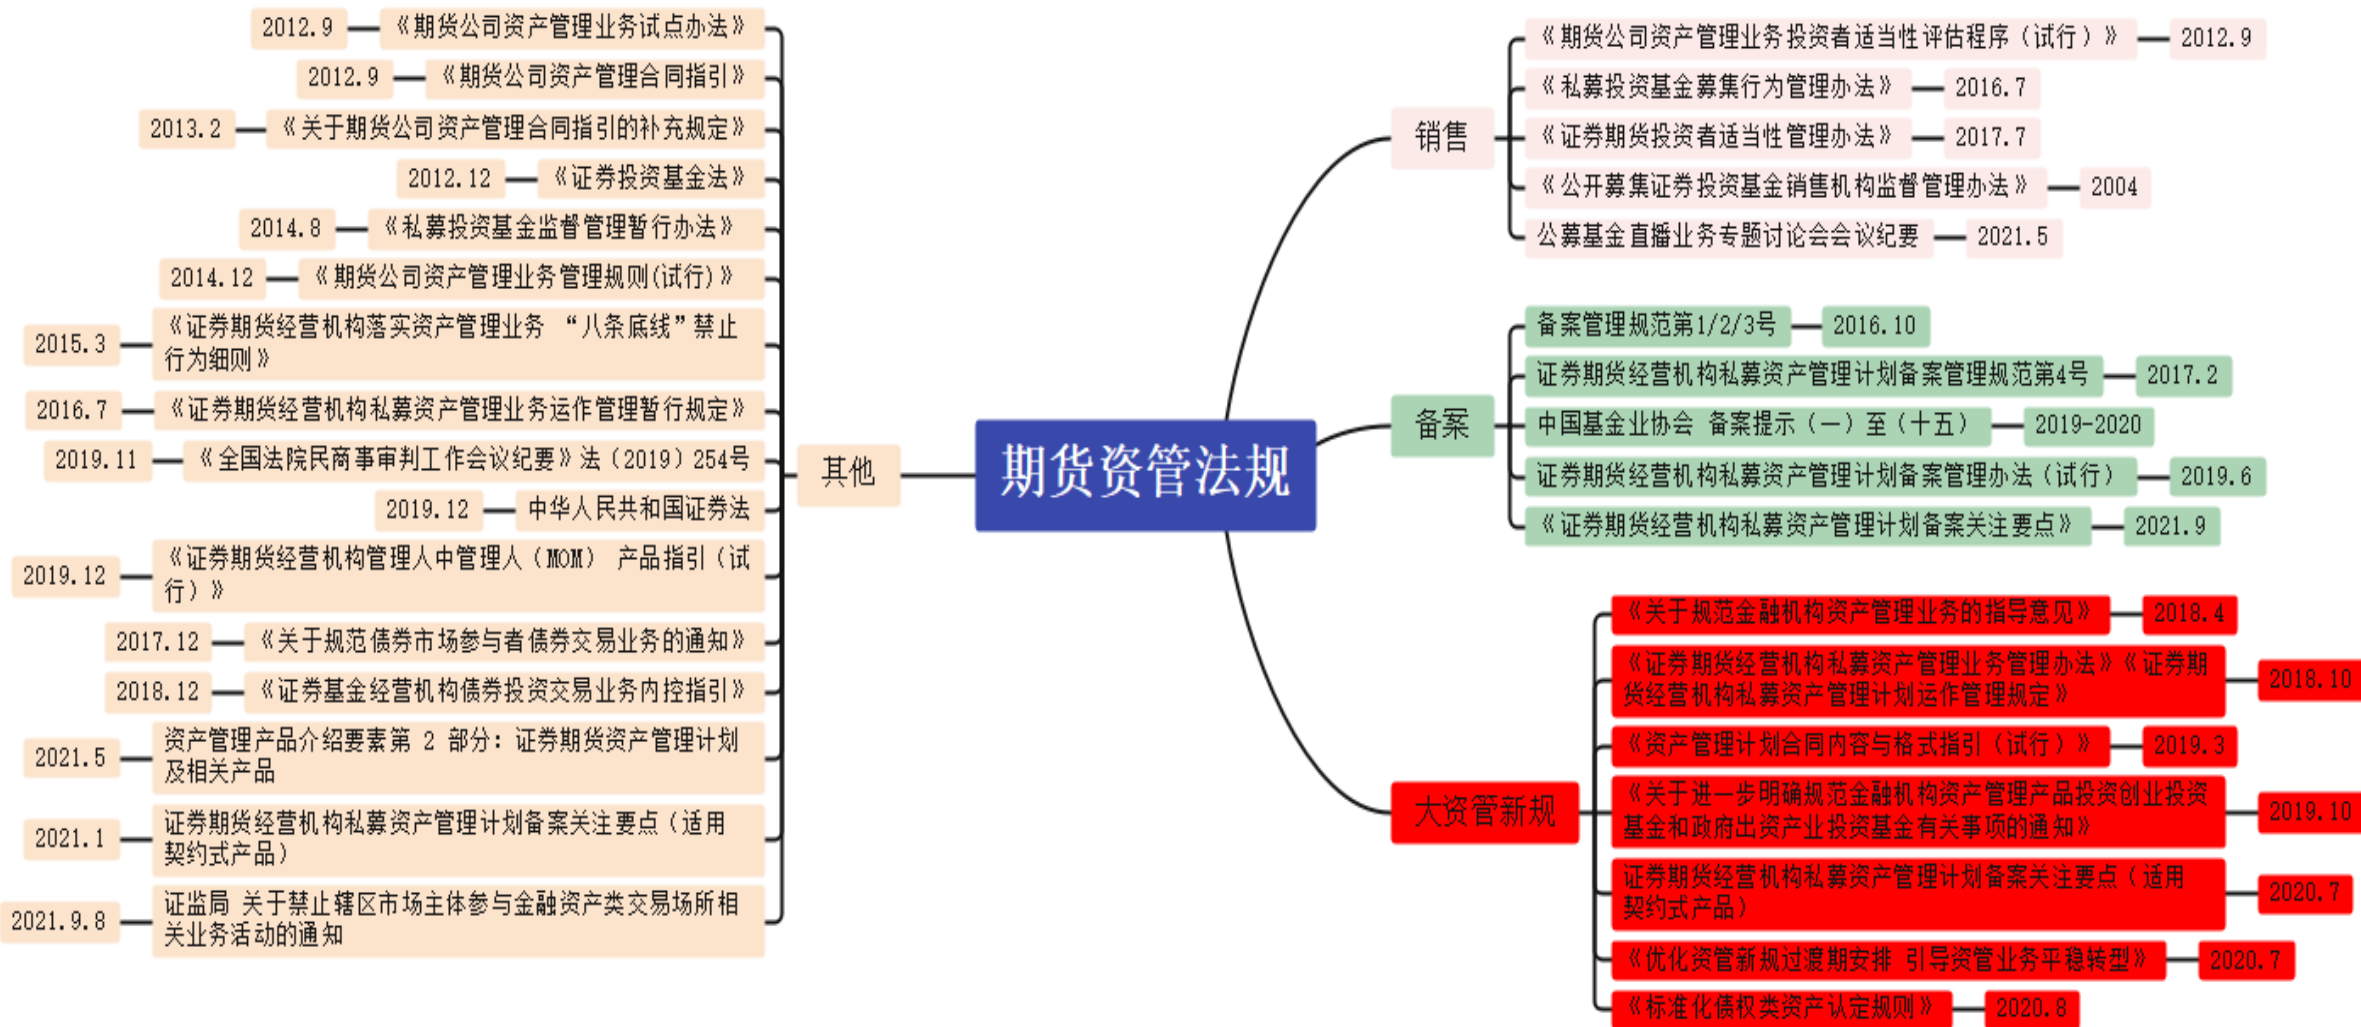 期货资管法规
销售
《期货公司资产管理业务投资者适当性评估程序（试行）》
2012.9
《私募投资基金募集行为管理办法》
2016.7
《证券期货投资者适当性管理办法》
2017.7
《公开募集证券投资基金销售机构监督管理办法》
2004
公募基金直播业务专题讨论会会议纪要
2021.5
备案
备案管理规范第1/2/3号
2016.10
证券期货经营机构私募资产管理计划备案管理规范第4号
2017.2
中国基金业协会 备案提示（一）至（十五）
2019-2020
证券期货经营机构私募资产管理计划备案管理办法（试行）
2019.6
《证券期货经营机构私募资产管理计划备案关注要点》
2021.9
大资管新规
《关于规范金融机构资产管理业务的指导意见》
2018.4
《证券期货经营机构私募资产管理业务管理办法》《证券期
货经营机构私募资产管理计划运作管理规定》
2018.10
《资产管理计划合同内容与格式指引（试行）》
2019.3
《关于进一步明确规范金融机构资产管理产品投资创业投资
基金和政府出资产业投资基金有关事项的通知》
2019.10
证券期货经营机构私募资产管理计划备案关注要点（适用
契约式产品）
2020.7
《优化资管新规过渡期安排 引导资管业务平稳转型》
2020.7
《标准化债权类资产认定规则》
2020.8
其他
2012.9
《期货公司资产管理业务试点办法》
2012.9
《期货公司资产管理合同指引》
2013.2
《关于期货公司资产管理合同指引的补充规定》
2012.12
《证券投资基金法》
2014.8
《私募投资基金监督管理暂行办法》
2014.12
《期货公司资产管理业务管理规则(试行)》
2015.3
《证券期货经营机构落实资产管理业务 “八条底线”禁止
行为细则》
2016.7
《证券期货经营机构私募资产管理业务运作管理暂行规定》
2019.11
《全国法院民商事审判工作会议纪要》法（2019）254号
2019.12
中华人民共和国证券法
2019.12
《证券期货经营机构管理人中管理人（MOM） 产品指引（试
行）》
2017.12
《关于规范债券市场参与者债券交易业务的通知》
2018.12
《证券基金经营机构债券投资交易业务内控指引》
2021.5
资产管理产品介绍要素第 2 部分：证券期货资产管理计划
及相关产品
2021.1
证券期货经营机构私募资产管理计划备案关注要点（适用
契约式产品）
2021.9.8
证监局 关于禁止辖区市场主体参与金融资产类交易场所相
关业务活动的通知